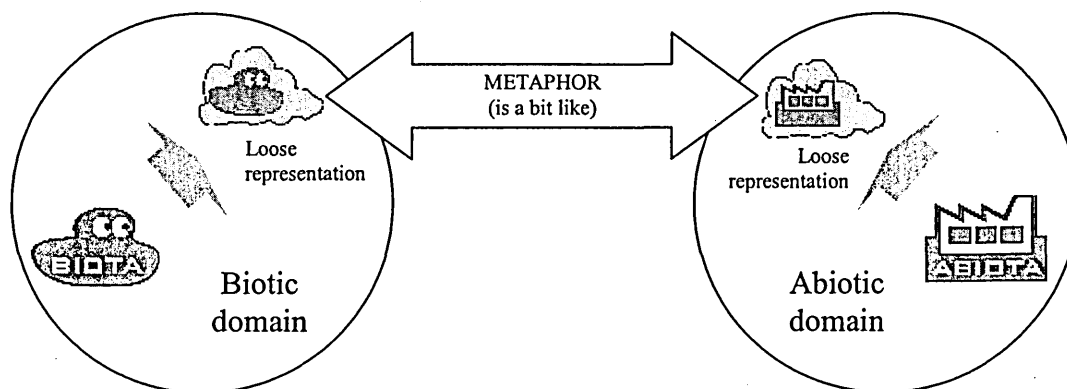 METAPHOR
(is a bit like)
Loose
representation
BIOTA
Biotic
domain
Loose
representation
ABIOTA
Abiotic
domain